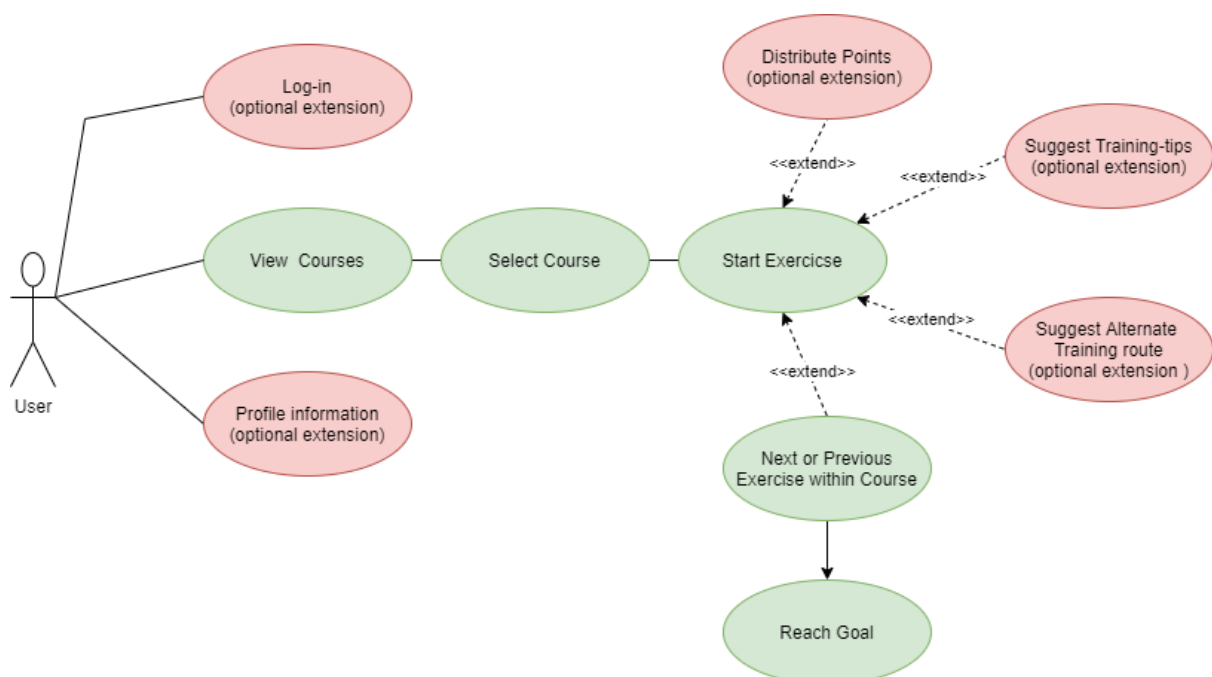 Log-in
(optional extension)
Distribute Points
(optional extension)
Suggest Training-tips
(optional extension)
<<extend>>
<<extend>>
View Courses
Select Course
Start Exercicse
<<extend>>
Suggest Alternate
Training route
(optional extension )
<<extend>>
User
Profile information
(optional extension)
Next or Previous
Exercise within Course
Reach Goal